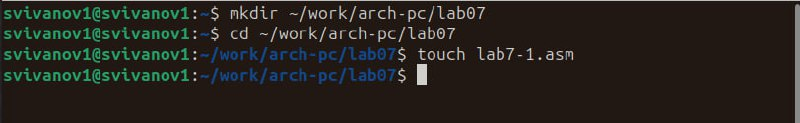 svivanov1@svivanov1:~$ mkdir ~/work/arch-pc/lab07
svivanov1@svivanov1:~$ cd ~/work/arch-pc/lab07
svivanov1@svivanov1:~/work/arch-pc/lab07$ touch lab7-1.asm
svivanov1@svivanov1:~/work/arch-pc/lab07$